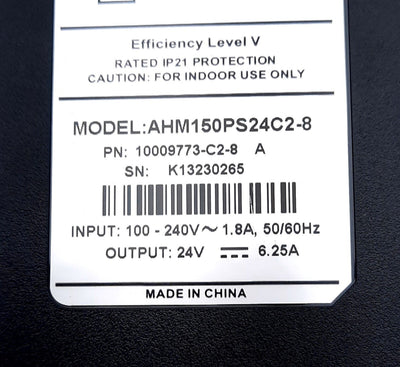 Efficiency Level V
RATED IP21 PROTECTION
CAUTION: FOR INDOOR USE ONLY
MODEL:AHM150PS24C2-8
PN: 10009773-C2-8 A
SN: K13230265
INPUT: 100 - 240V ～ 1.8A, 50/60Hz
OUTPUT: 24V ⎓ 6.25A
MADE IN CHINA